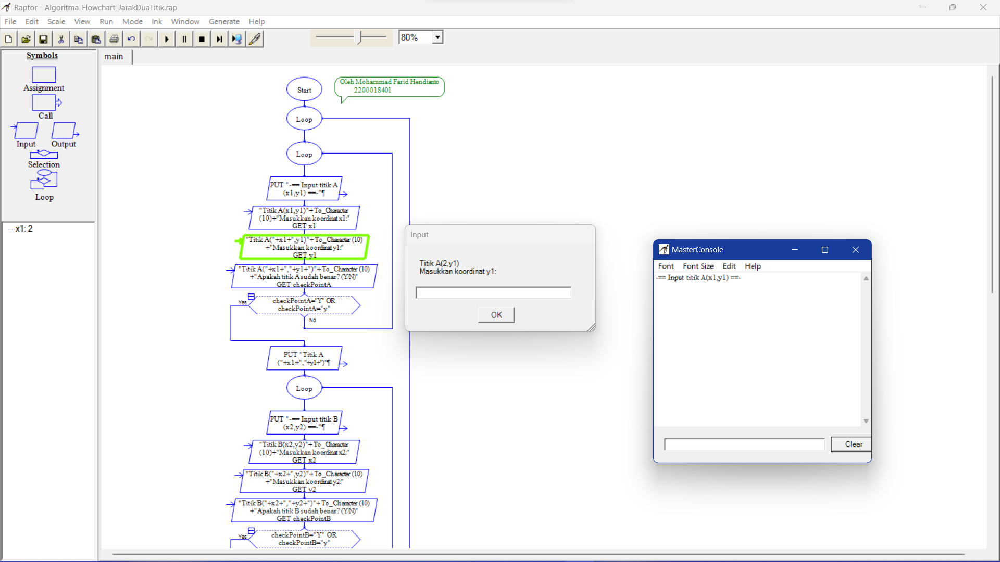 Raptor - Algoritma_Flowchart_JarakDuaTitik.rap
File Edit Scale View Run Mode Ink Window Generate Help
80%
Symbols
Assignment
Call
Input Output
Selection
Loop
x1: 2
main
Oleh Mohammad Farid Hendianto
2200018401
Start
Loop
Loop
PUT "-== Input titik A
(x1,y1) ==-"¶
"Titik A(x1,y1)"+To_Character
(10)+"Masukkan koordinat x1:"
GET x1
"Titik A("+x1+",y1)"+To_Character (10)
+"Masukkan koordinat y1:"
GET y1
"Titik A("+x1+","+y1+")"+To_Character (10)
+"Apakah titik A sudah benar? (Y/N)"
GET checkPointA
Yes
checkPointA="Y" OR
checkPointA="y"
No
PUT "Titik A
("+x1+","+y1+")"¶
Loop
PUT "-== Input titik B
(x2,y2) ==-"¶
"Titik B(x2,y2)"+To_Character
(10)+"Masukkan koordinat x2:"
GET x2
"Titik B("+x2+",y2)"+To_Character (10)
+"Masukkan koordinat y2:"
GET y2
"Titik B("+x2+","+y2+")"+To_Character (10)
+"Apakah titik B sudah benar? (Y/N)"
GET checkPointB
Yes
checkPointB="Y" OR
checkPointB="y"
Input
Titik A(2,y1)
Masukkan koordinat y1:
OK
MasterConsole
Font Font Size Edit Help
-== Input titik A(x1,y1) ==-
Clear